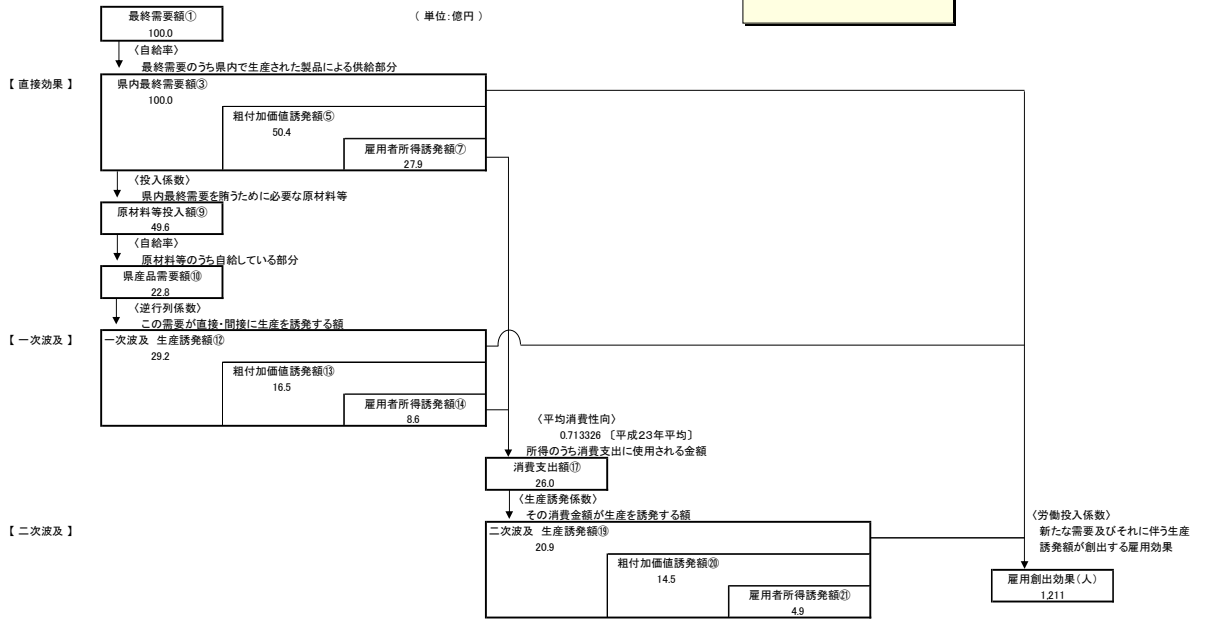 最終需要額①
100.0
（ 単位:億円 ）
〈自給率〉
最終需要のうち県内で生産された製品による供給部分
【 直接効果 】
県内最終需要額③
100.0
粗付加価値誘発額⑤
50.4
雇用者所得誘発額⑦
27.9
〈投入係数〉
県内最終需要を賄うために必要な原材料等
原材料等投入額⑨
49.6
〈自給率〉
原材料等のうち自給している部分
県産品需要額⑩
22.8
〈逆行列係数〉
この需要が直接・間接に生産を誘発する額
【 一次波及 】
一次波及 生産誘発額⑫
29.2
粗付加価値誘発額⑬
16.5
雇用者所得誘発額⑭
8.6
〈平均消費性向〉
0.713326 〔平成２３年平均〕
所得のうち消費支出に使用される金額
消費支出額⑰
26.0
〈生産誘発係数〉
その消費金額が生産を誘発する額
【 二次波及 】
二次波及 生産誘発額⑲
20.9
粗付加価値誘発額⑳
14.5
雇用者所得誘発額㉑
4.9
〈労働投入係数〉
新たな需要及びそれに伴う生産
誘発額が創出する雇用効果
雇用創出効果（人）
1,211